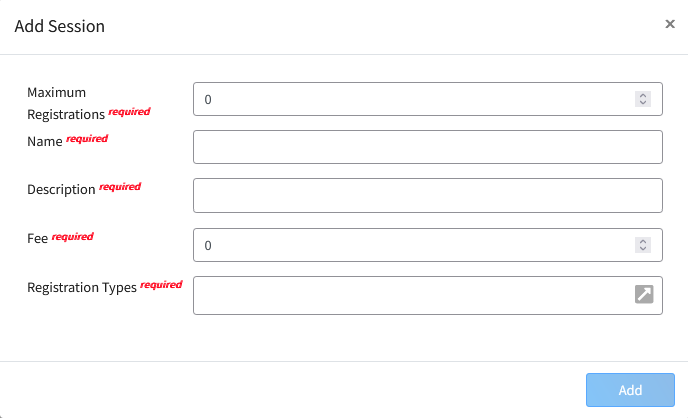 Add Session
×
Maximum
Registrations required
0
Name required
Description required
Fee required
0
Registration Types required
Add